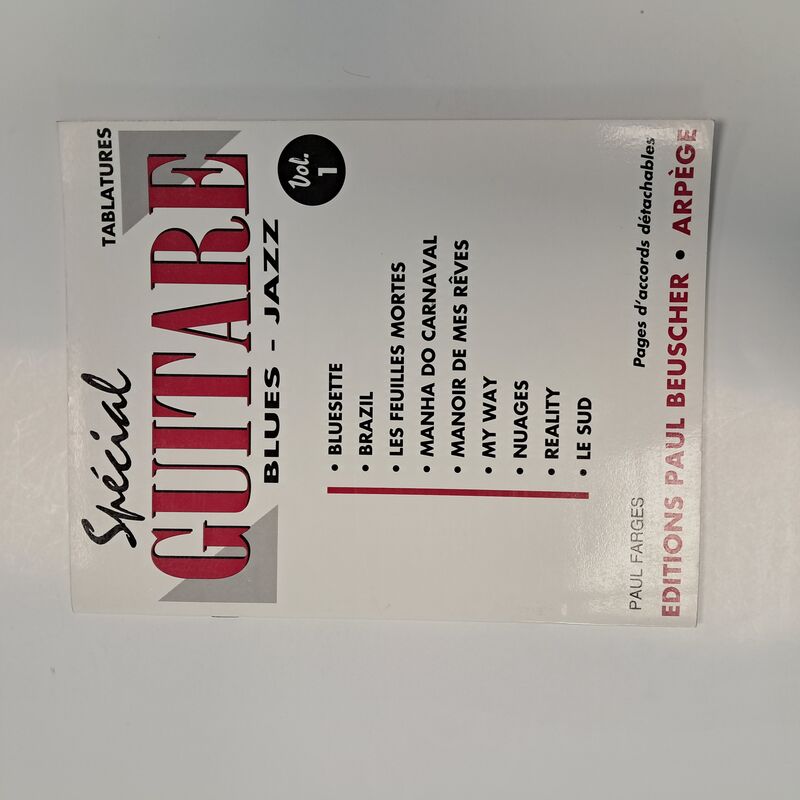 TABLATURES
Spécial
GUITARE
BLUES - JAZZ
Vol.
1
• BLUESETTE
• BRAZIL
• LES FEUILLES MORTES
• MANHA DO CARNAVAL
• MANOIR DE MES RÊVES
• MY WAY
• NUAGES
• REALITY
• LE SUD
PAUL FARGES
Pages d'accords détachables
EDITIONS PAUL BEUSCHER • ARPÈGE